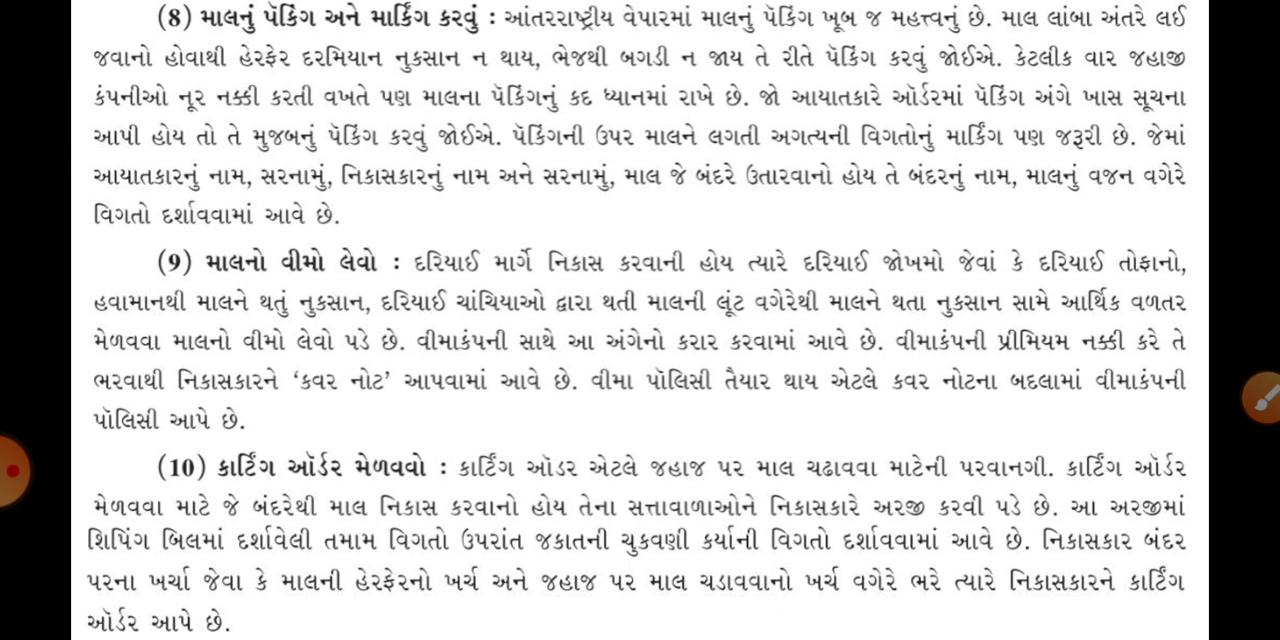 (8) માલનું પૅકિંગ અને માર્કિંગ કરવું : આંતરરાષ્ટ્રીય વેપારમાં માલનું પૅકિંગ ખૂબ જ મહત્ત્વનું છે. માલ લાંબા અંતરે લઈ
જવાનો હોવાથી હેરફેર દરમિયાન નુકસાન ન થાય, ભેજથી બગડી ન જાય તે રીતે પૅકિંગ કરવું જોઈએ. કેટલીક વાર જહાજી
કંપનીઓ નૂર નક્કી કરતી વખતે પણ માલના પૅકિંગનું કદ ધ્યાનમાં રાખે છે. જો આયાતકારે ઑર્ડરમાં પૅકિંગ અંગે ખાસ સૂચના
આપી હોય તો તે મુજબનું પૅકિંગ કરવું જોઈએ. પૅકિંગની ઉપર માલને લગતી અગત્યની વિગતોનું માર્કિંગ પણ જરૂરી છે. જેમાં
આયાતકારનું નામ, સરનામું, નિકાસકારનું નામ અને સરનામું, માલ જે બંદરે ઉતારવાનો હોય તે બંદરનું નામ, માલનું વજન વગેરે
વિગતો દર્શાવવામાં આવે છે.
(9) માલનો વીમો લેવો : દરિયાઈ માર્ગે નિકાસ કરવાની હોય ત્યારે દરિયાઈ જોખમો જેવાં કે દરિયાઈ તોફાનો,
હવામાનથી માલને થતું નુકસાન, દરિયાઈ ચાંચિયાઓ દ્વારા થતી માલની લૂંટ વગેરેથી માલને થતા નુકસાન સામે આર્થિક વળતર
મેળવવા માલનો વીમો લેવો પડે છે. વીમાકંપની સાથે આ અંગેનો કરાર કરવામાં આવે છે. વીમાકંપની પ્રીમિયમ નક્કી કરે તે
ભરવાથી નિકાસકારને ‘કવર નોટ’ આપવામાં આવે છે. વીમા પૉલિસી તૈયાર થાય એટલે કવર નોટના બદલામાં વીમાકંપની
પૉલિસી આપે છે.
(10) કાર્ટિંગ ઑર્ડર મેળવવો : કાર્ટિંગ ઑડર એટલે જહાજ પર માલ ચઢાવવા માટેની પરવાનગી. કાર્ટિંગ ઑર્ડર
મેળવવા માટે જે બંદરેથી માલ નિકાસ કરવાનો હોય તેના સત્તાવાળાઓને નિકાસકારે અરજી કરવી પડે છે. આ અરજીમાં
શિપિંગ બિલમાં દર્શાવેલી તમામ વિગતો ઉપરાંત જકાતની ચુકવણી કર્યાની વિગતો દર્શાવવામાં આવે છે. નિકાસકાર બંદર
પરના ખર્ચા જેવા કે માલની હેરફેરનો ખર્ચ અને જહાજ પર માલ ચડાવવાનો ખર્ચ વગેરે ભરે ત્યારે નિકાસકારને કાર્ટિંગ
ઑર્ડર આપે છે.